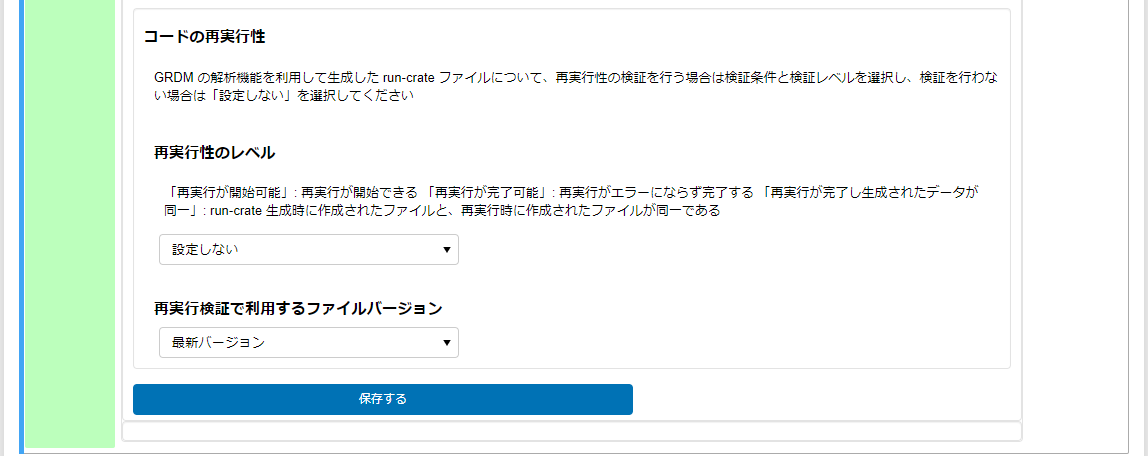 コードの再実行性
GRDM の解析機能を利用して生成した run-crate ファイルについて、再実行性の検証を行う場合は検証条件と検証レベルを選択し、検証を行わな
い場合は「設定しない」を選択してください
再実行性のレベル
「再実行が開始可能」: 再実行が開始できる 「再実行が完了可能」: 再実行がエラーにならず完了する 「再実行が完了し生成されたデータが
同一」: run-crate 生成時に作成されたファイルと、再実行時に作成されたファイルが同一である
設定しない
再実行検証で利用するファイルバージョン
最新バージョン
保存する